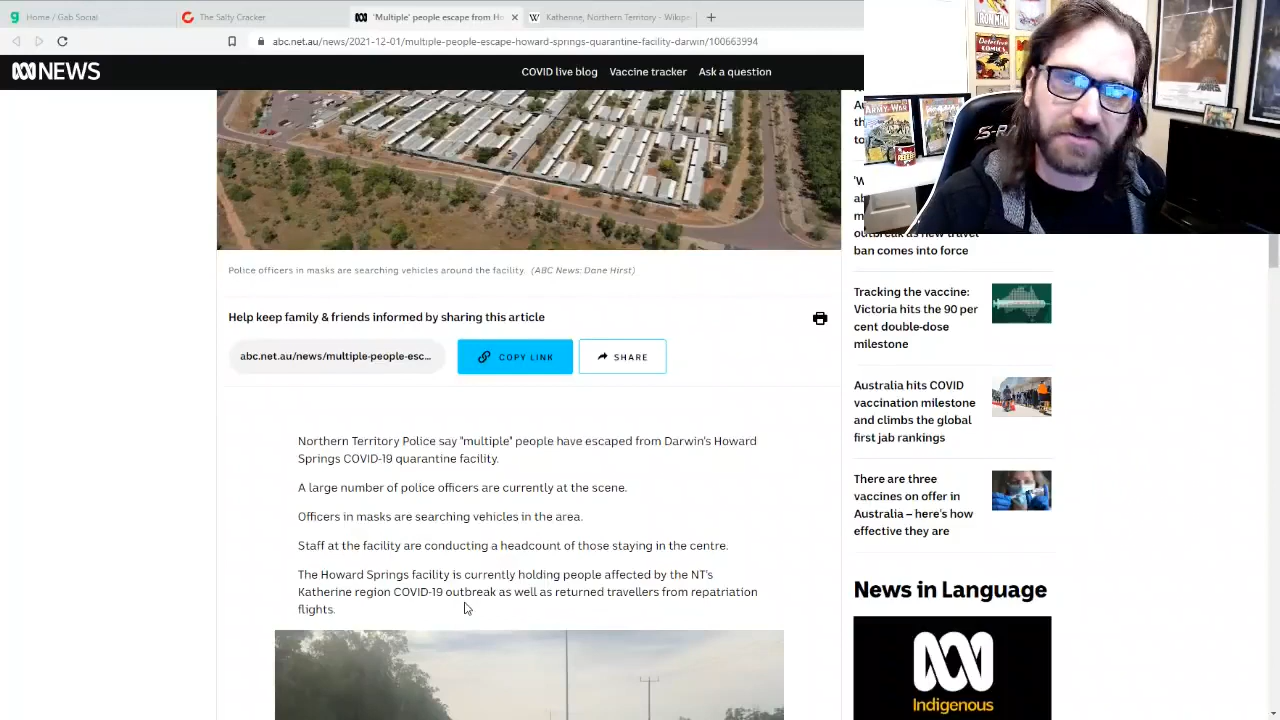 Home / Gab Social
The Salty Cracker
'Multiple' people escape from Ho
Katherine, Northern Territory - Wikipe
abc.net.au/news/2021-12-01/multiple-people-escape-howard-springs-quarantine-facility-darwin/100663994
NEWS
COVID live blog
Vaccine tracker
Ask a question
Police officers in masks are searching vehicles around the facility. (ABC News: Dane Hirst)
Help keep family & friends informed by sharing this article
abc.net.au/news/multiple-people-esc...
COPY LINK
SHARE
Northern Territory Police say "multiple" people have escaped from Darwin's Howard
Springs COVID-19 quarantine facility.
A large number of police officers are currently at the scene.
Officers in masks are searching vehicles in the area.
Staff at the facility are conducting a headcount of those staying in the centre.
The Howard Springs facility is currently holding people affected by the NT's
Katherine region COVID-19 outbreak as well as returned travellers from repatriation
flights.
ban comes into force
Tracking the vaccine:
Victoria hits the 90 per
cent double-dose
milestone
Australia hits COVID
vaccination milestone
and climbs the global
first jab rankings
There are three
vaccines on offer in
Australia – here's how
effective they are
News in Language
Indigenous
IRON MAN
Detective
COMICS
ARMY WAR
S-RA